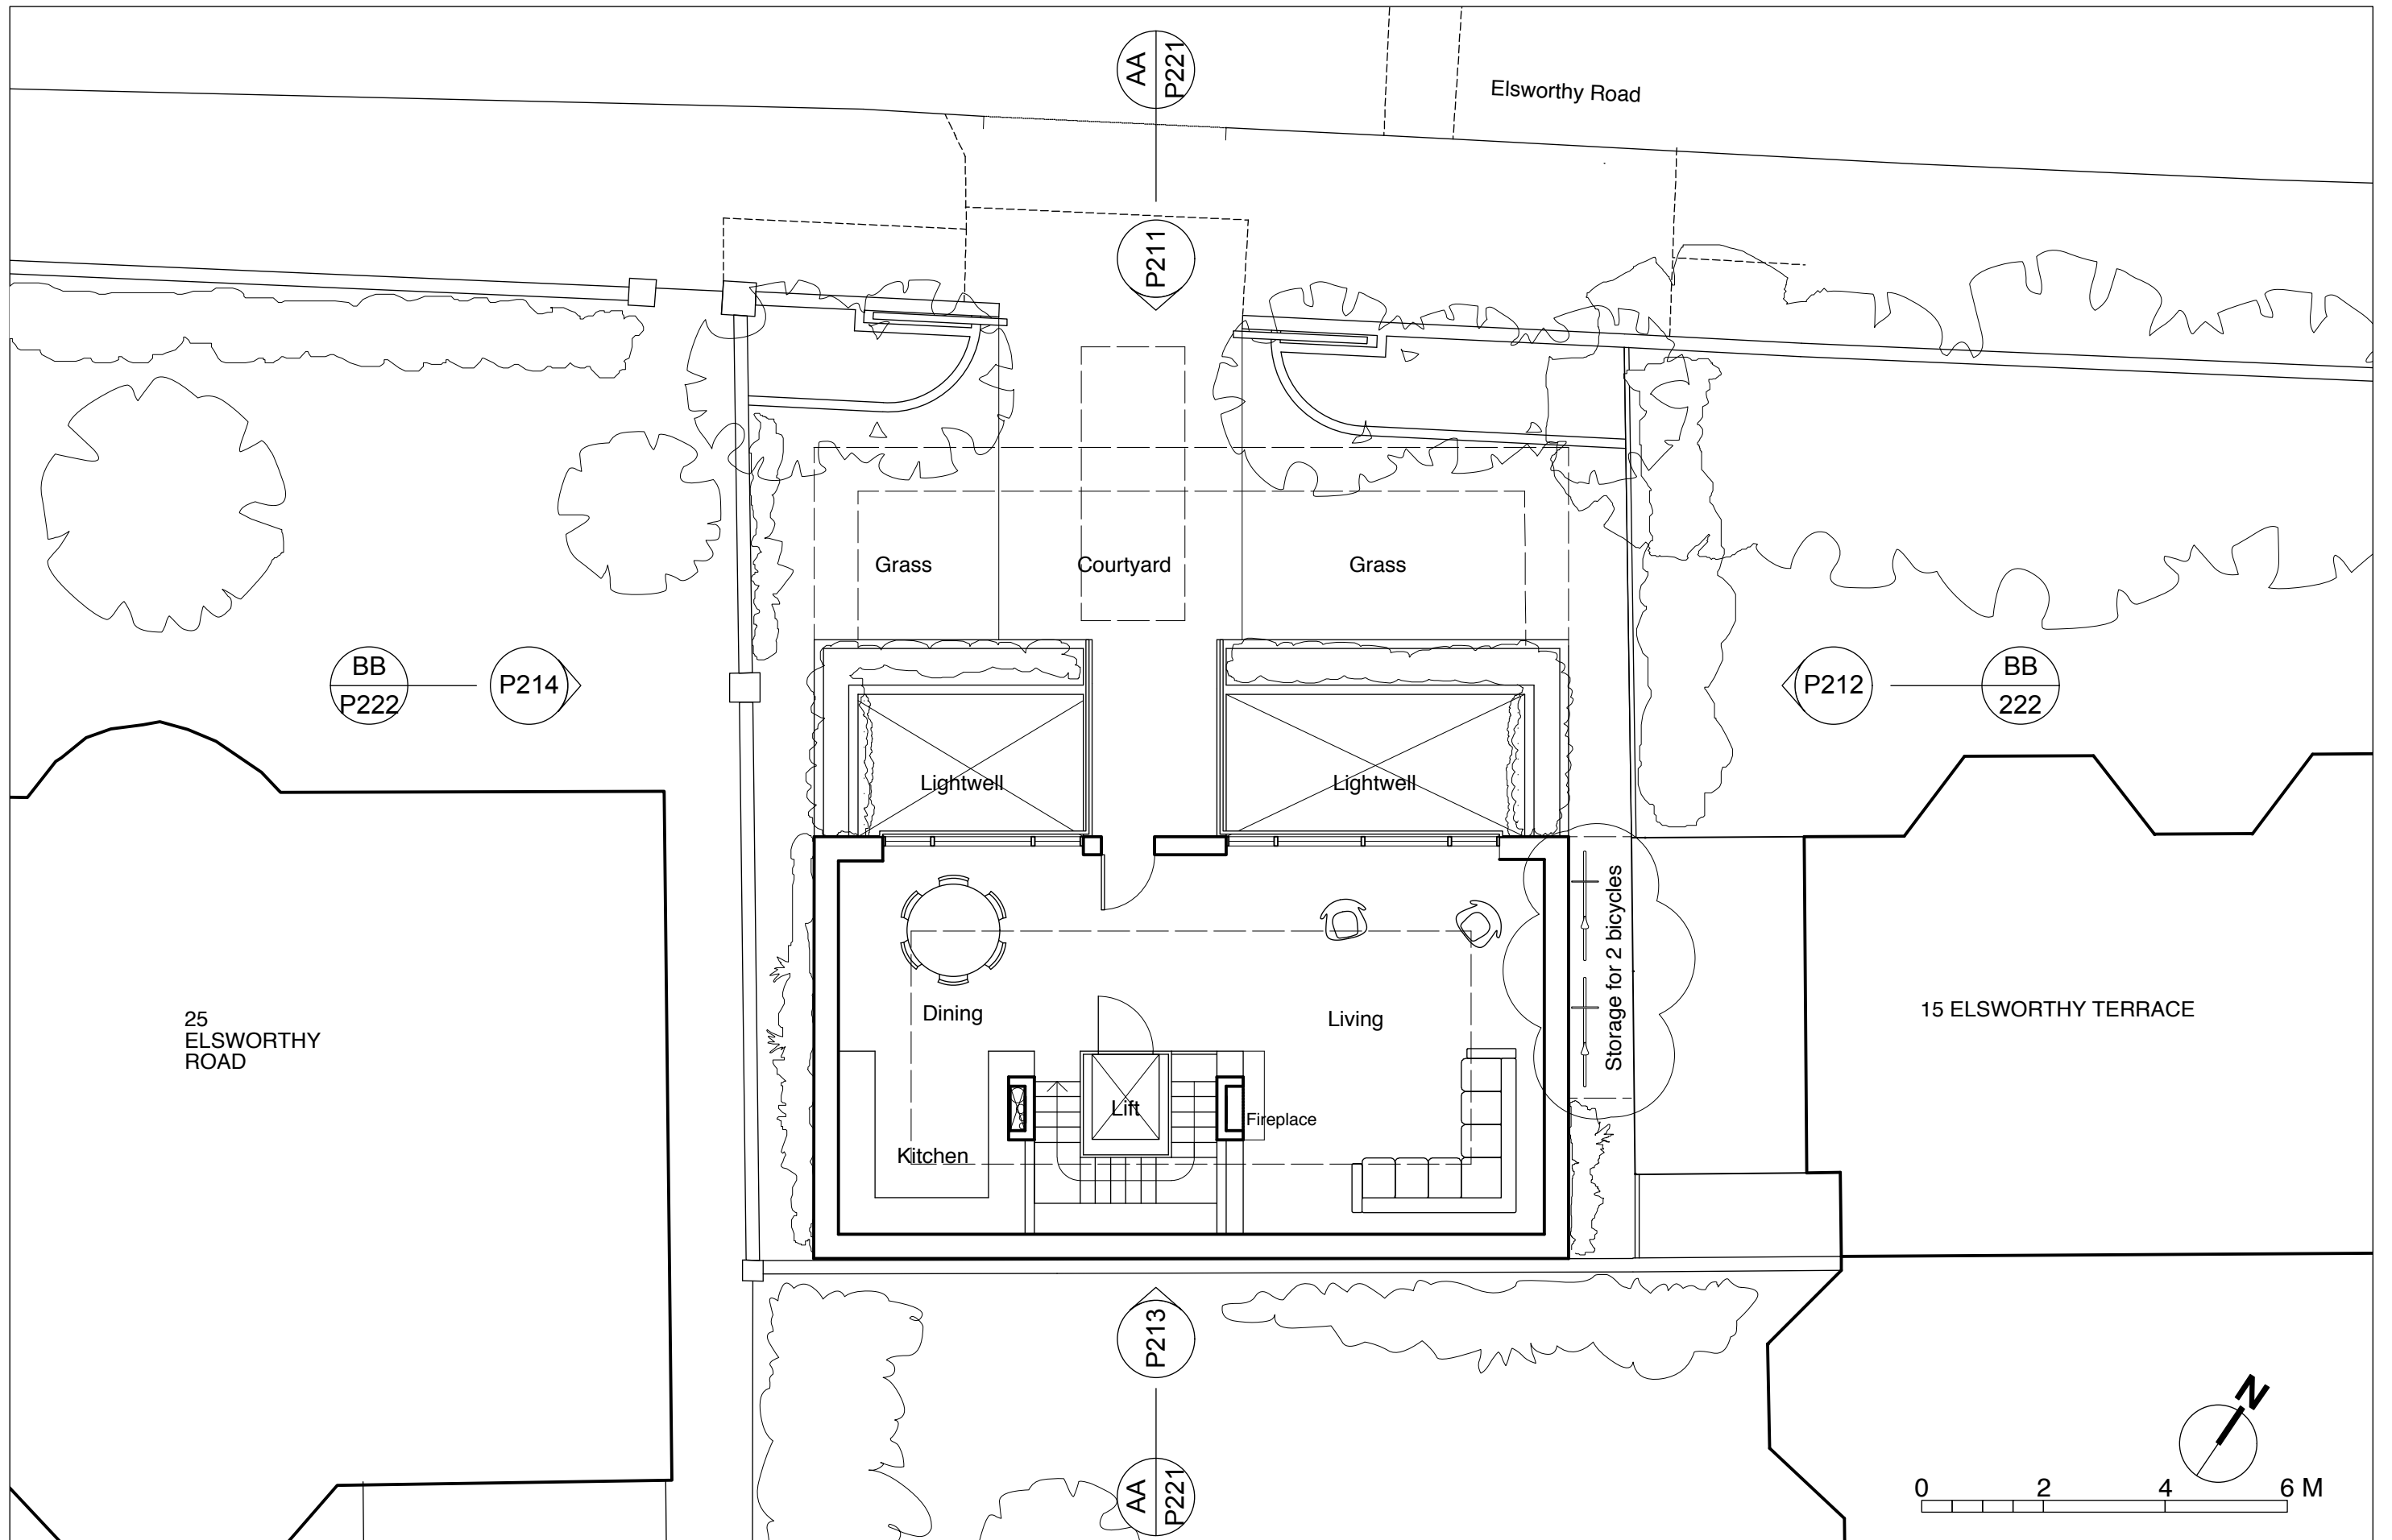 AA
P221
Elsworthy Road
P211
Grass
Courtyard
Grass
BB
P222
P214
P212
BB
222
Lightwell
Lightwell
Storage for 2 bicycles
25
ELSWORTHY
ROAD
Dining
Living
15 ELSWORTHY TERRACE
Lift
Fireplace
Kitchen
P213
AA
P221
N
0 2 4 6 M